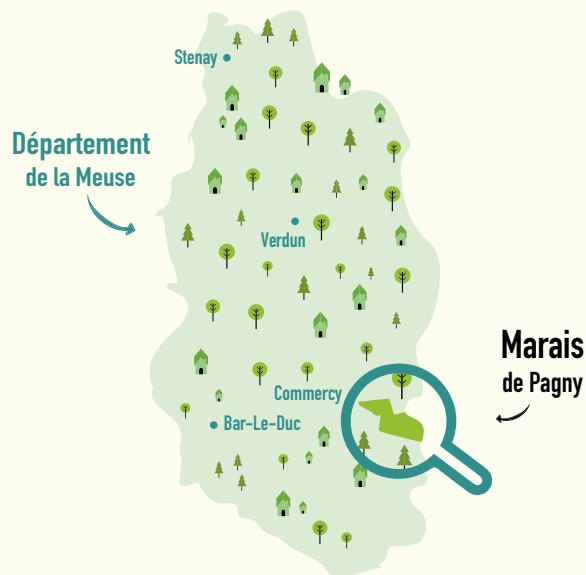 Stenay
Département
de la Meuse
Verdun
Marais
de Pagny
Commercy
Bar-Le-Duc